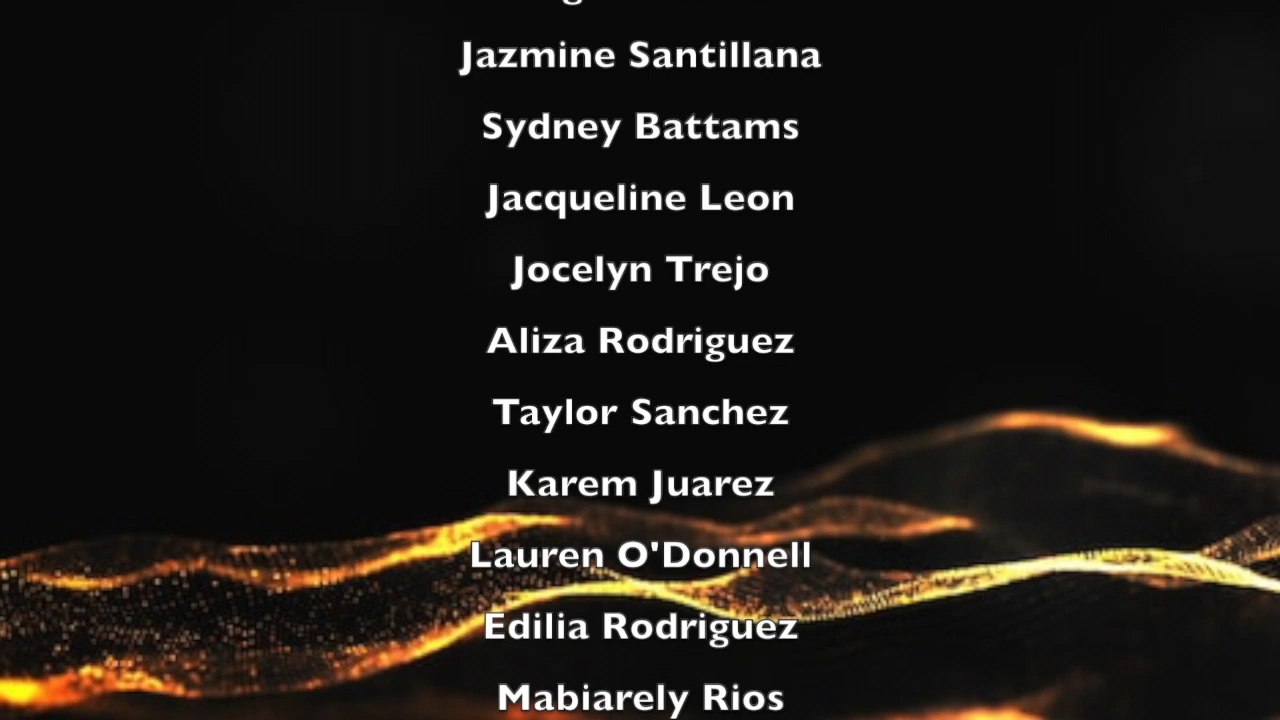 Jazmine Santillana
Sydney Battams
Jacqueline Leon
Jocelyn Trejo
Aliza Rodriguez
Taylor Sanchez
Karem Juarez
Lauren O'Donnell
Edilia Rodriguez
Mabiarely Rios